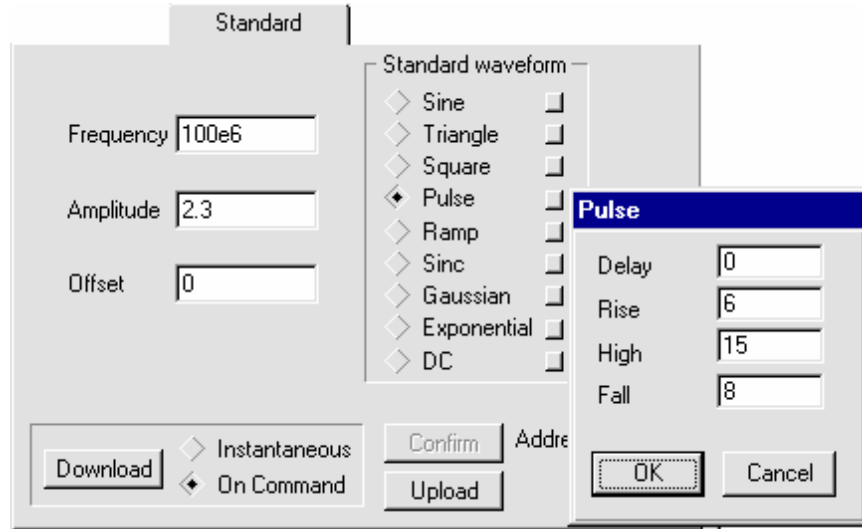 Standard
Standard waveform
Sine
Triangle
Square
Pulse
Ramp
Sinc
Gaussian
Exponential
DC
Frequency 100e6
Amplitude 2.3
Offset 0
Download
Instantaneous
On Command
Confirm
Upload
Pulse
Delay 0
Rise 6
High 15
Fall 8
OK Cancel